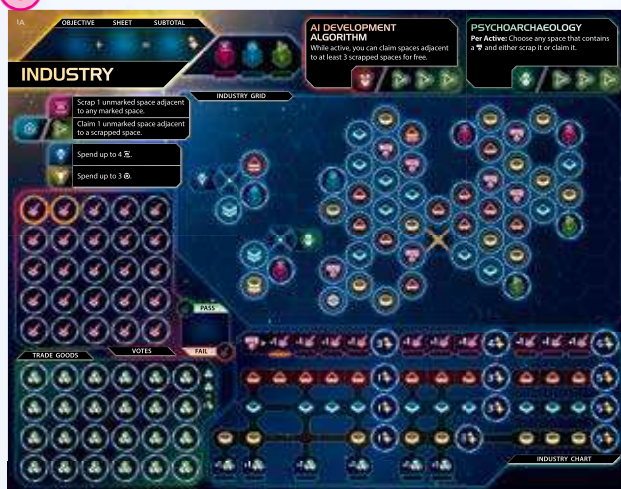 1A
OBJECTIVE SHEET SUBTOTAL
+ =
INDUSTRY
AI DEVELOPMENT
ALGORITHM
While active, you can claim spaces adjacent
to at least 3 scrapped spaces for free.
PSYCHOARCHAEOLOGY
Per Active: Choose any space that contains
a and either scrap it or claim it.
Scrap 1 unmarked space adjacent
to any marked space.
Claim 1 unmarked space adjacent
to a scrapped space.
Spend up to 4
Spend up to 3
INDUSTRY GRID
PASS
FAIL
VOTES
TRADE GOODS
INDUSTRY CHART